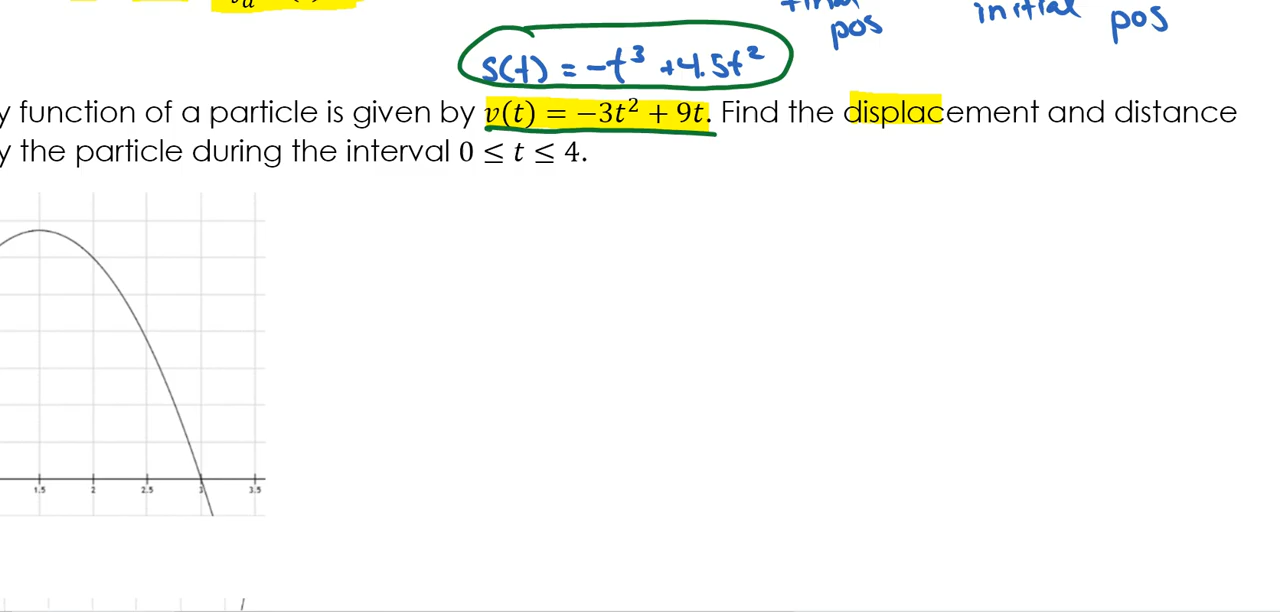 final initial
pos pos
s(t) = -t³ + 4.5t²
function of a particle is given by v(t) = −3t² + 9t. Find the displacement and distance
the particle during the interval 0 ≤ t ≤ 4.
1.5 2 2.5 3 3.5